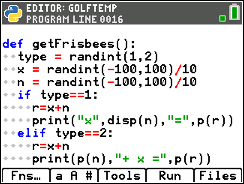 EDITOR: GOLFTEMP
PROGRAM LINE 0016
def getFrisbees():
type = randint(1,2)
x = randint(-100,100)/10
n = randint(-100,100)/10
if type==1:
r=x+n
print("x",disp(n),"=",p(r))
elif type==2:
r=x+n
print(p(n),"+ x =",p(r))
Fns… a A # Tools Run Files